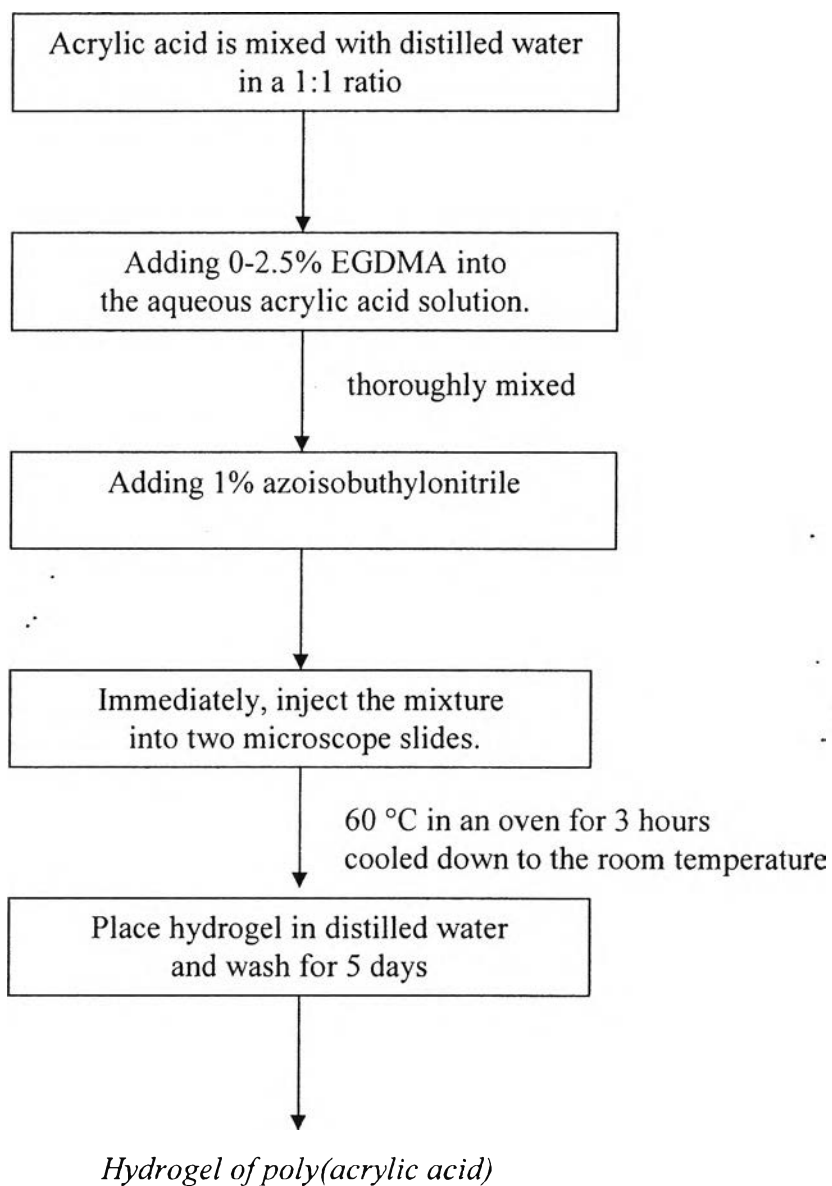 Acrylic acid is mixed with distilled water
in a 1:1 ratio
Adding 0-2.5% EGDMA into
the aqueous acrylic acid solution.
thoroughly mixed
Adding 1% azoisobuthylonitrile
Immediately, inject the mixture
into two microscope slides.
60 °C in an oven for 3 hours
cooled down to the room temperature
Place hydrogel in distilled water
and wash for 5 days
Hydrogel of poly(acrylic acid)